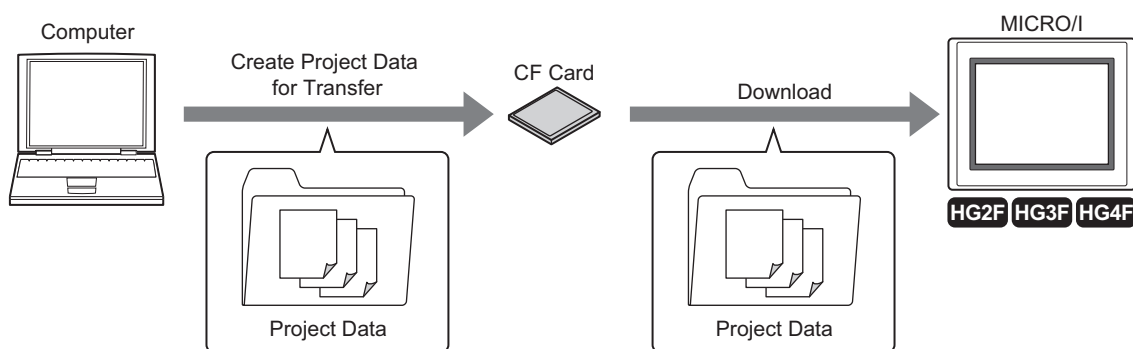 Computer
Create Project Data
for Transfer
CF Card
Download
MICRO/I
HG2F HG3F HG4F
Project Data
Project Data